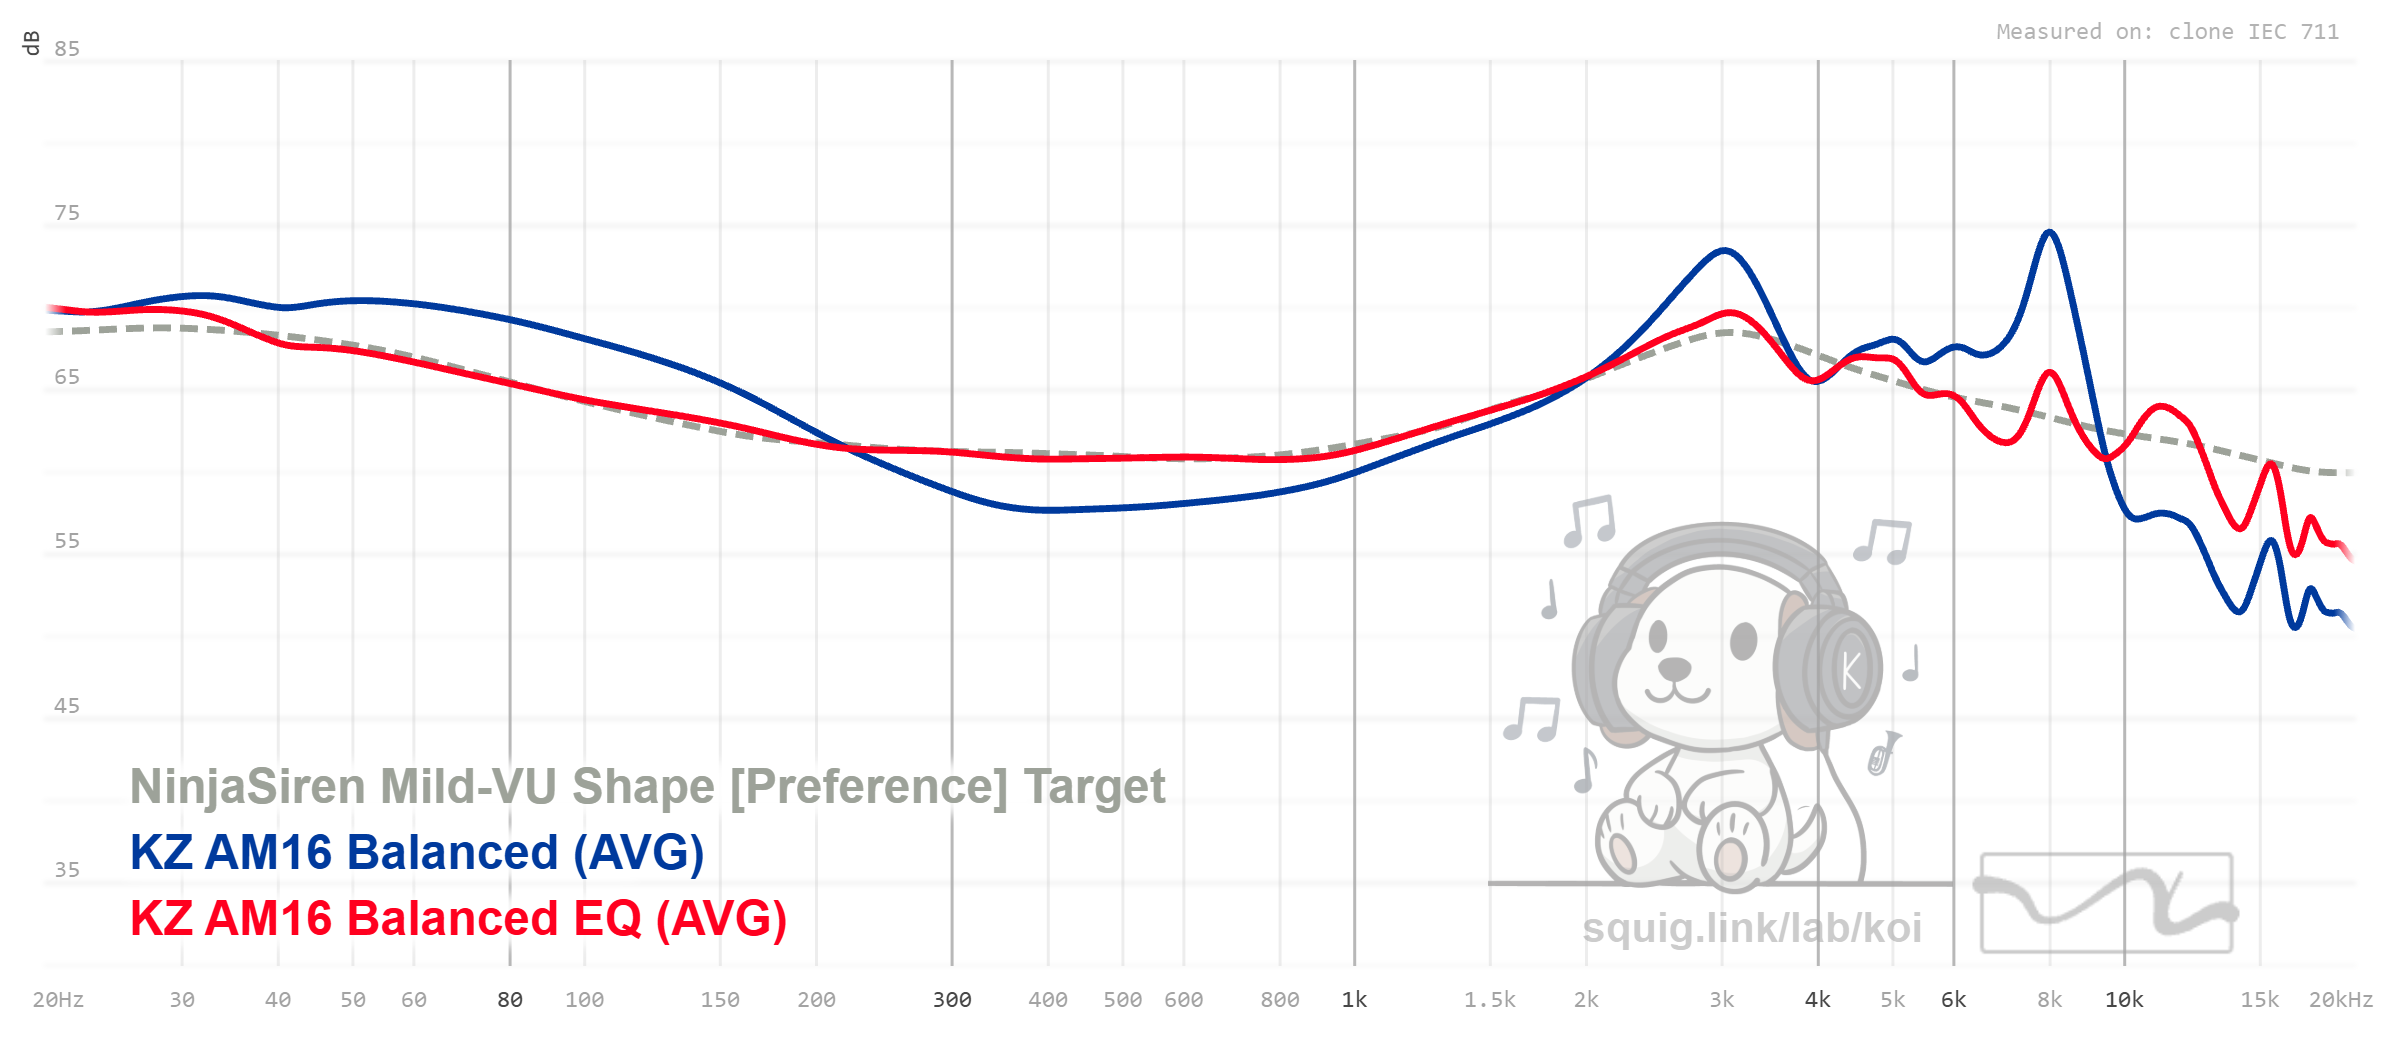 Measured on: clone IEC 711
dB
85
75
65
55
45
35
NinjaSiren Mild-VU Shape [Preference] Target
KZ AM16 Balanced (AVG)
KZ AM16 Balanced EQ (AVG)
K
squig.link/lab/koi
20Hz 30 40 50 60 80 100 150 200 300 400 500 600 800 1k 1.5k 2k 3k 4k 5k 6k 8k 10k 15k 20kHz